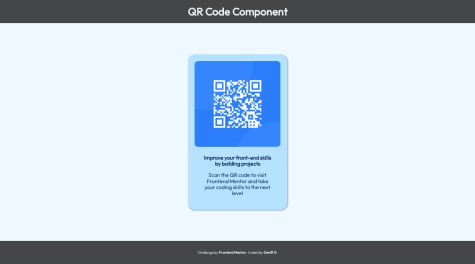 QR Code Component
Improve your front-end skills
by building projects
Scan the QR code to visit
Frontend Mentor and take
your coding skills to the next
level
Challenge by Frontend Mentor. Coded by Geoff G.